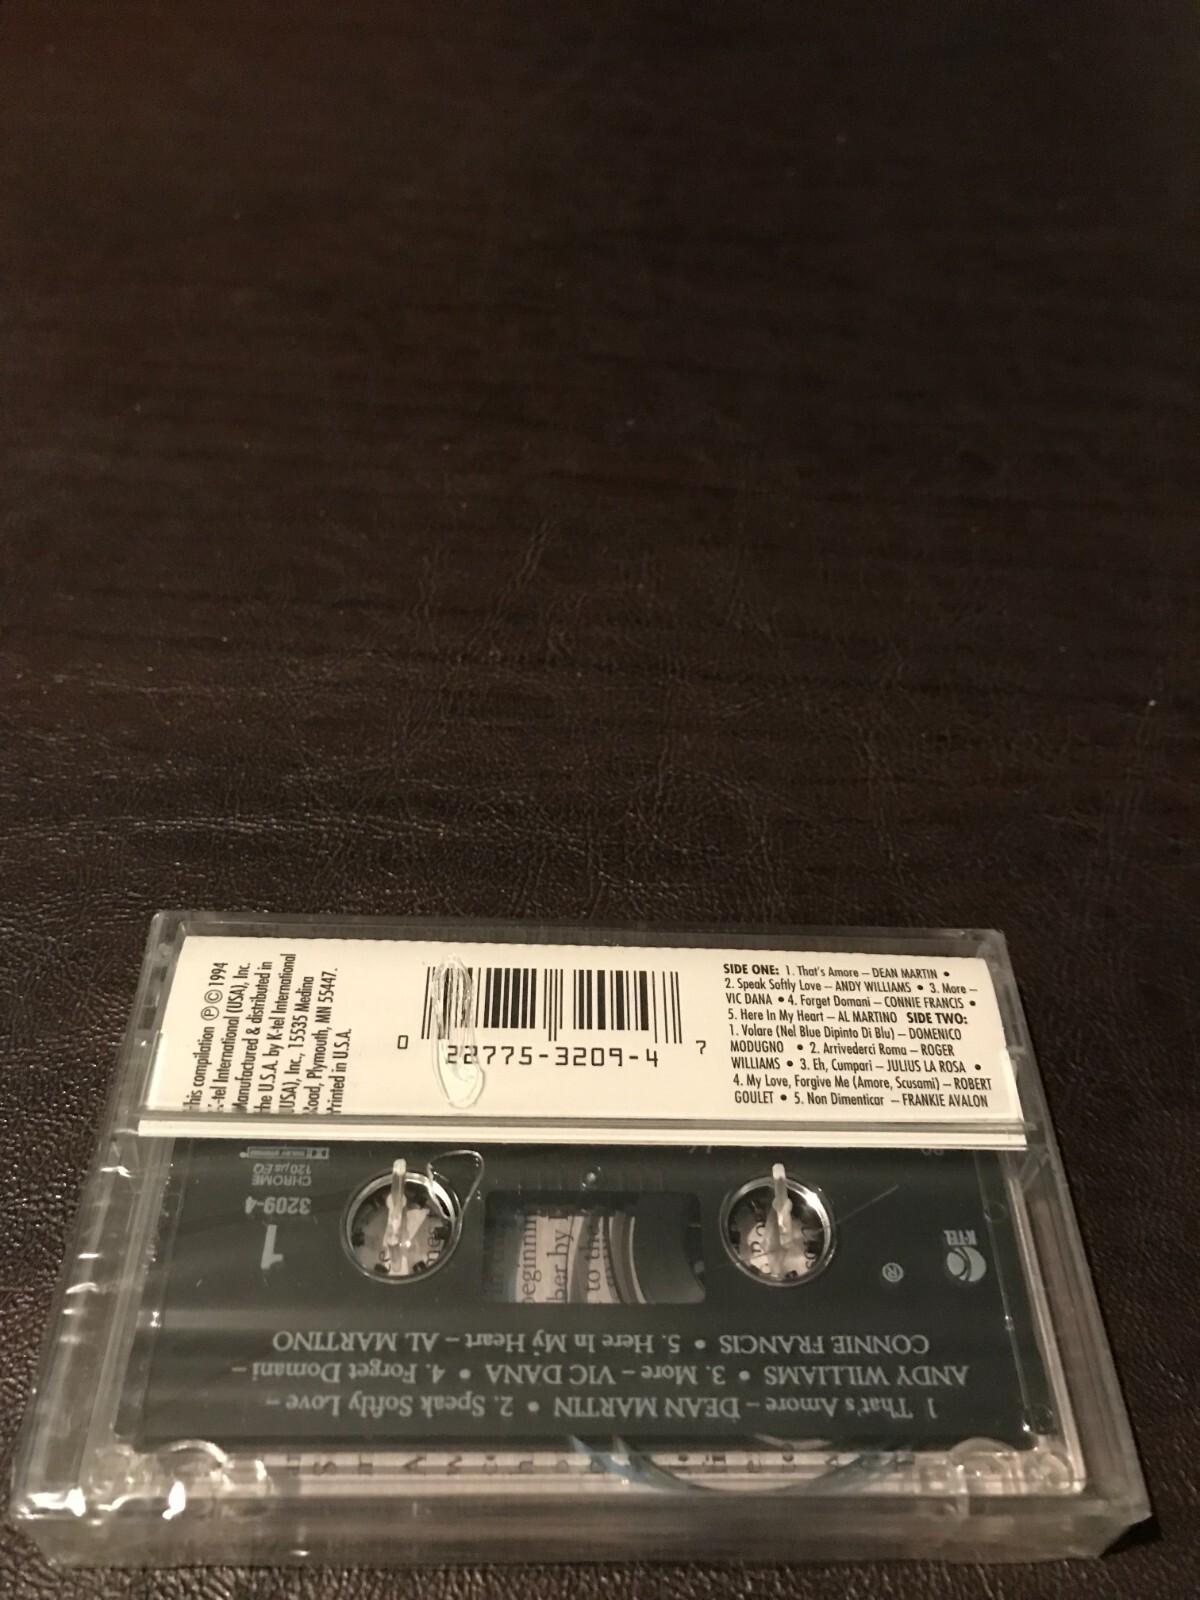 his compilation ℗ © 1994
-tel International (USA), Inc.
Manufactured & distributed in
the U.S.A. by K-tel International
(USA), Inc., 15535 Medina
Road, Plymouth, MN 55447.
Printed in U.S.A.
0 22775-3209-4 7
SIDE ONE: 1. That's Amore – DEAN MARTIN •
2. Speak Softly Love – ANDY WILLIAMS • 3. More –
VIC DANA • 4. Forget Domani – CONNIE FRANCIS •
5. Here In My Heart – AL MARTINO SIDE TWO:
1. Volare (Nel Blue Dipinto Di Blu) – DOMENICO
MODUGNO • 2. Arrivederci Roma – ROGER
WILLIAMS • 3. Eh, Cumpari – JULIUS LA ROSA •
4. My Love, Forgive Me (Amore, Scusami) – ROBERT
GOULET • 5. Non Dimenticar – FRANKIE AVALON
1 That's Amore – DEAN MARTIN • 2. Speak Softly Love –
ANDY WILLIAMS • 3. More – VIC DANA • 4. Forget Domani –
CONNIE FRANCIS • 5. Here In My Heart – AL MARTINO
K-TEL
®
1
3209-4
CHROME
120 μs EQ
eginnin
ber by
to the